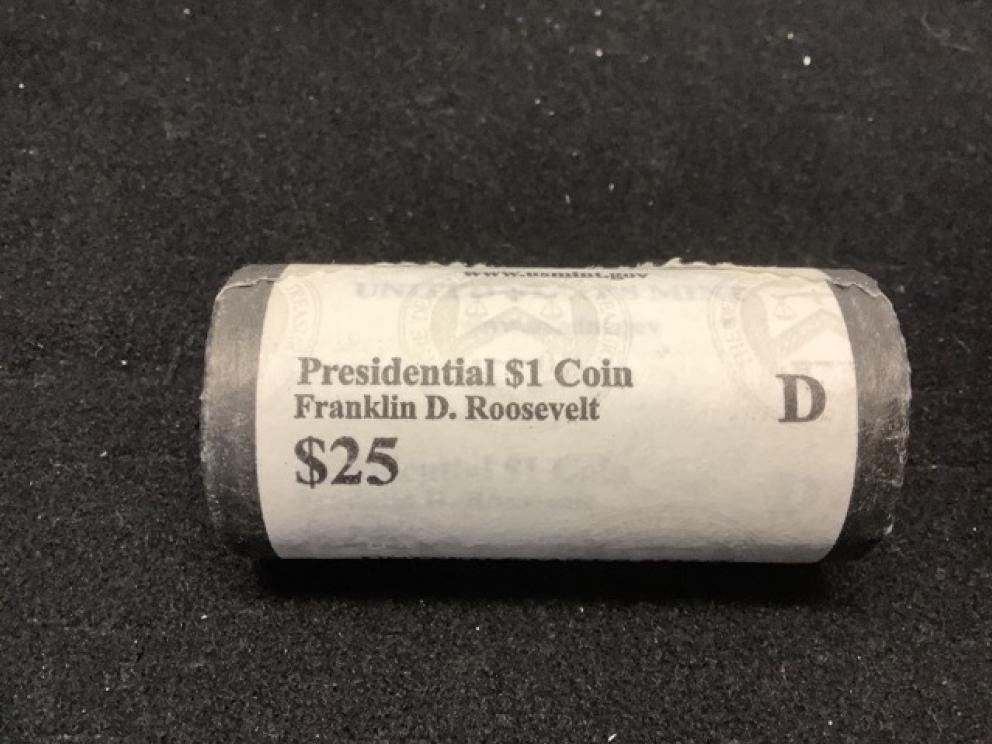 www.usmint.gov
Presidential $1 Coin
Franklin D. Roosevelt
$25
D